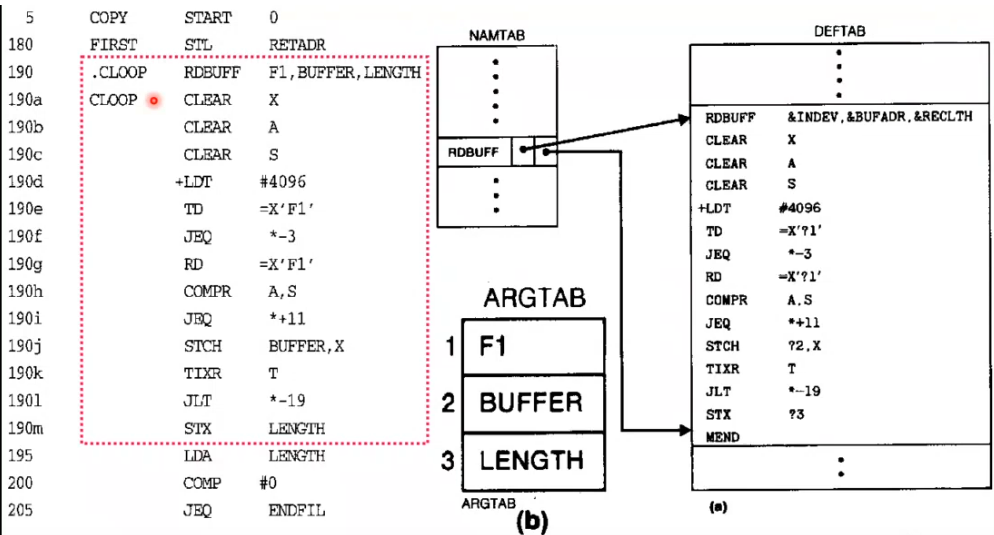 5 COPY START 0
180 FIRST STL RETADR
190 .CLOOP RDBUFF F1,BUFFER,LENGTH
190a CLOOP CLEAR X
190b CLEAR A
190c CLEAR S
190d +LDT #4096
190e TD =X'F1'
190f JEQ *-3
190g RD =X'F1'
190h COMPR A,S
190i JEQ *+11
190j STCH BUFFER,X
190k TIXR T
190l JLT *-19
190m STX LENGTH
195 LDA LENGTH
200 COMP #0
205 JEQ ENDFIL
NAMTAB
RDBUFF
ARGTAB
1 F1
2 BUFFER
3 LENGTH
ARGTAB
(b)
DEFTAB
RDBUFF &INDEV,&BUFADR,&RECLTH
CLEAR X
CLEAR A
CLEAR S
+LDT #4096
TD =X'?1'
JEQ *-3
RD =X'?1'
COMPR A,S
JEQ *+11
STCH ?2,X
TIXR T
JLT *-19
STX ?3
MEND
(a)